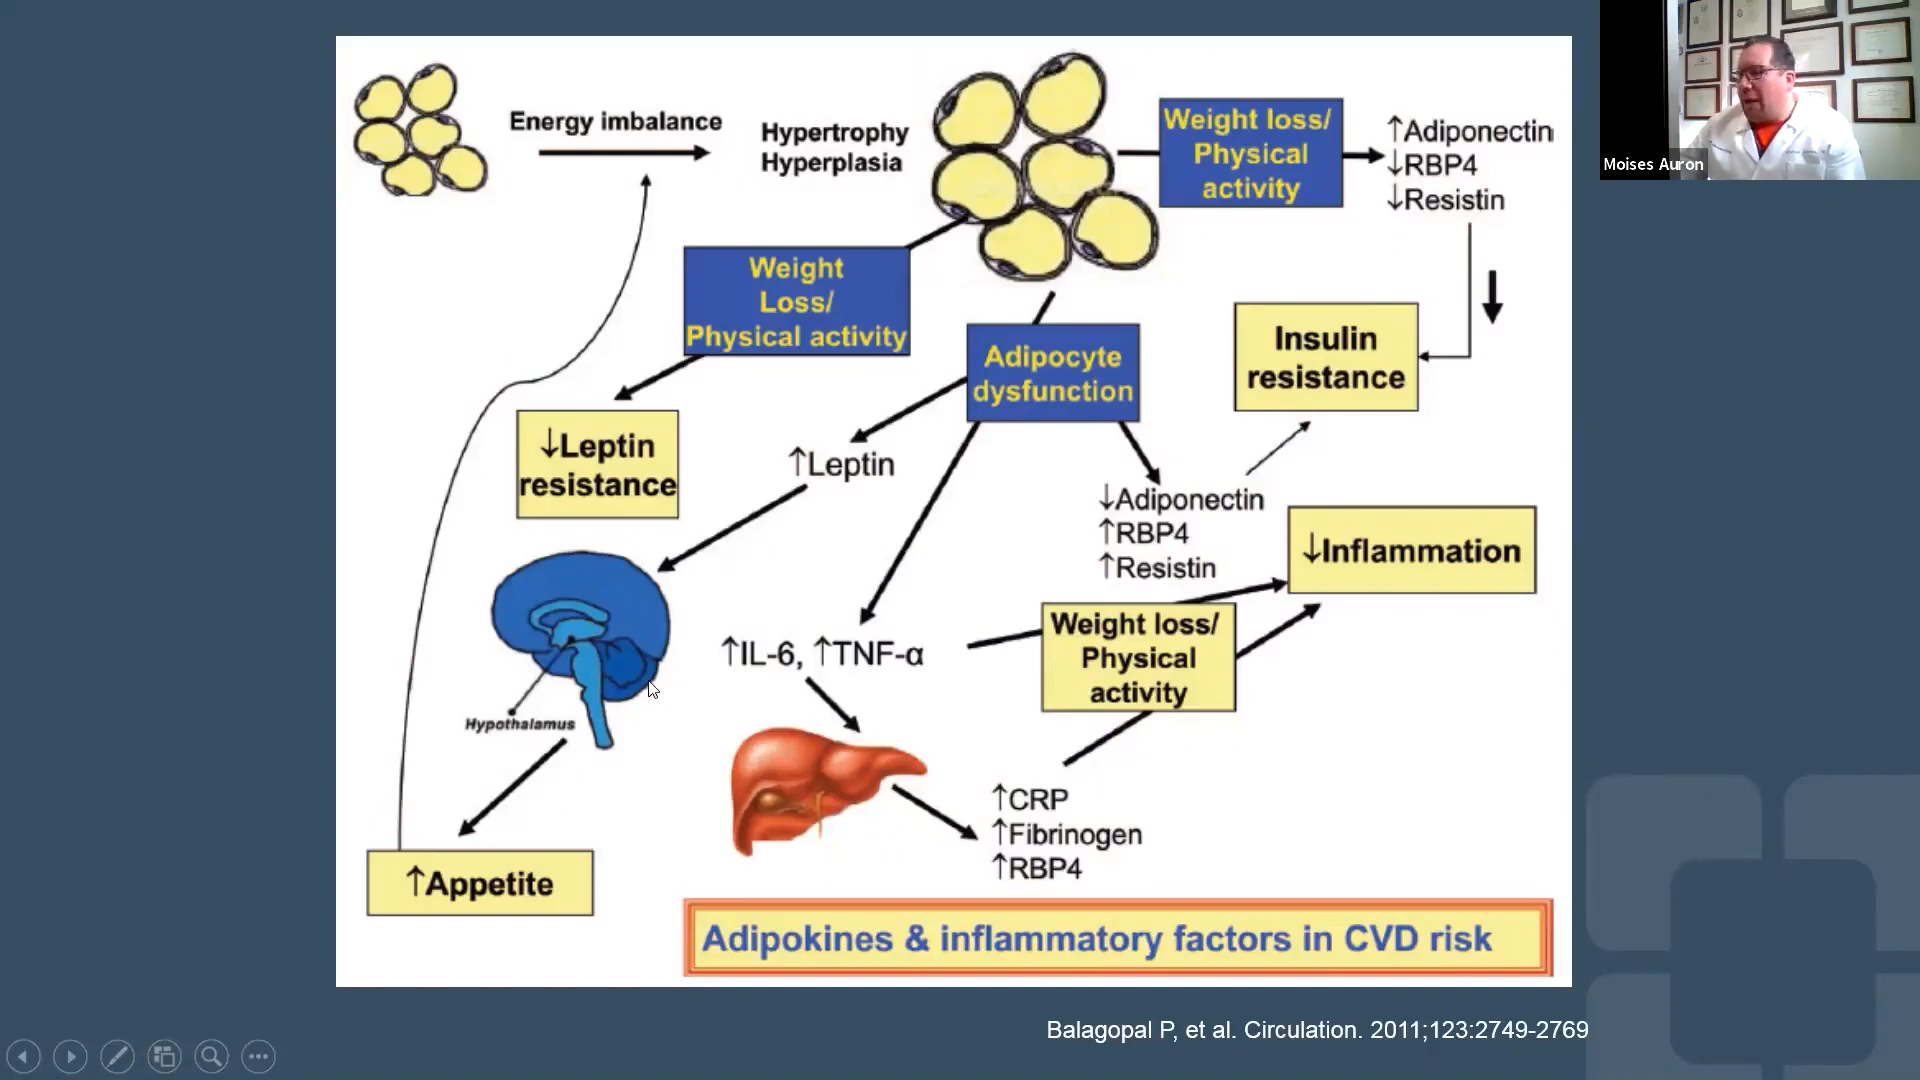 Energy imbalance
Hypertrophy
Hyperplasia
Weight loss/
Physical
activity
↑Adiponectin
↓RBP4
↓Resistin
Moises Auron
Weight
Loss/
Physical activity
Adipocyte
dysfunction
Insulin
resistance
↓Leptin
resistance
↑Leptin
↓Adiponectin
↑RBP4
↑Resistin
↓Inflammation
Weight loss/
Physical
activity
↑IL-6, ↑TNF-α
Hypothalamus
↑CRP
↑Fibrinogen
↑RBP4
↑Appetite
Adipokines & inflammatory factors in CVD risk
Balagopal P, et al. Circulation. 2011;123:2749-2769